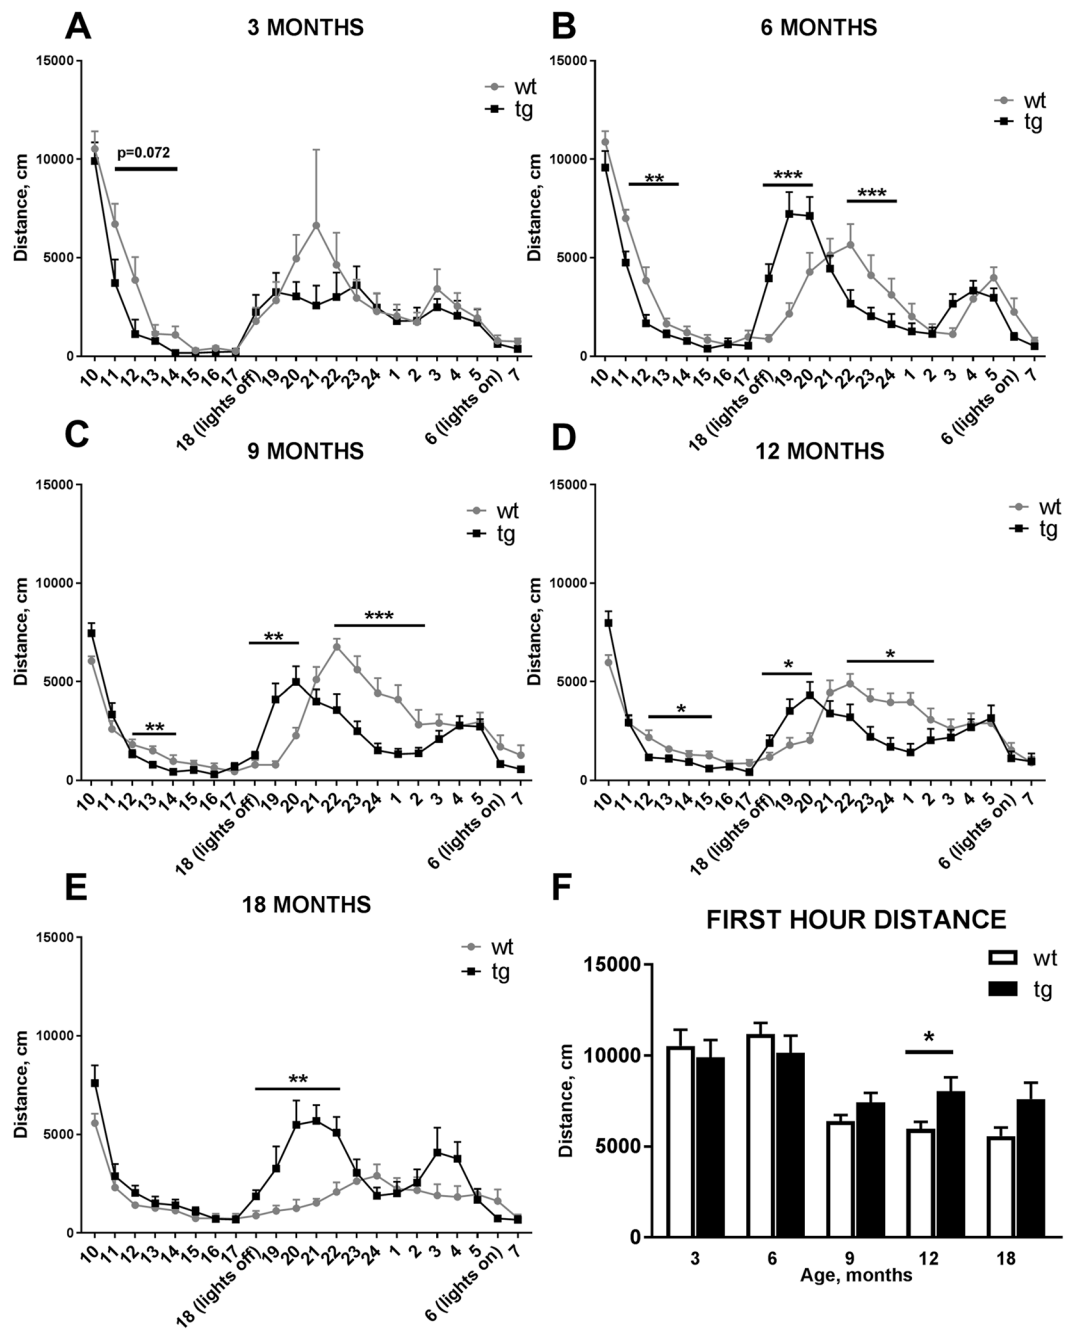 A
3 MONTHS
15000
10000
5000
0
Distance, cm
p=0.072
wt
tg
10 11 12 13 14 15 16 17 18 (lights off) 19 20 21 22 23 24 1 2 3 4 5 6 (lights on) 7
B
6 MONTHS
15000
10000
5000
0
Distance, cm
**
***
***
wt
tg
10 11 12 13 14 15 16 17 18 (lights off) 19 20 21 22 23 24 1 2 3 4 5 6 (lights on) 7
C
9 MONTHS
15000
10000
5000
0
Distance, cm
**
**
***
wt
tg
10 11 12 13 14 15 16 17 18 (lights off) 19 20 21 22 23 24 1 2 3 4 5 6 (lights on) 7
D
12 MONTHS
15000
10000
5000
0
Distance, cm
*
*
*
wt
tg
10 11 12 13 14 15 16 17 18 (lights off) 19 20 21 22 23 24 1 2 3 4 5 6 (lights on) 7
E
18 MONTHS
15000
10000
5000
0
Distance, cm
**
wt
tg
10 11 12 13 14 15 16 17 18 (lights off) 19 20 21 22 23 24 1 2 3 4 5 6 (lights on) 7
F
FIRST HOUR DISTANCE
15000
10000
5000
0
Distance, cm
*
wt
tg
3 6 9 12 18
Age, months